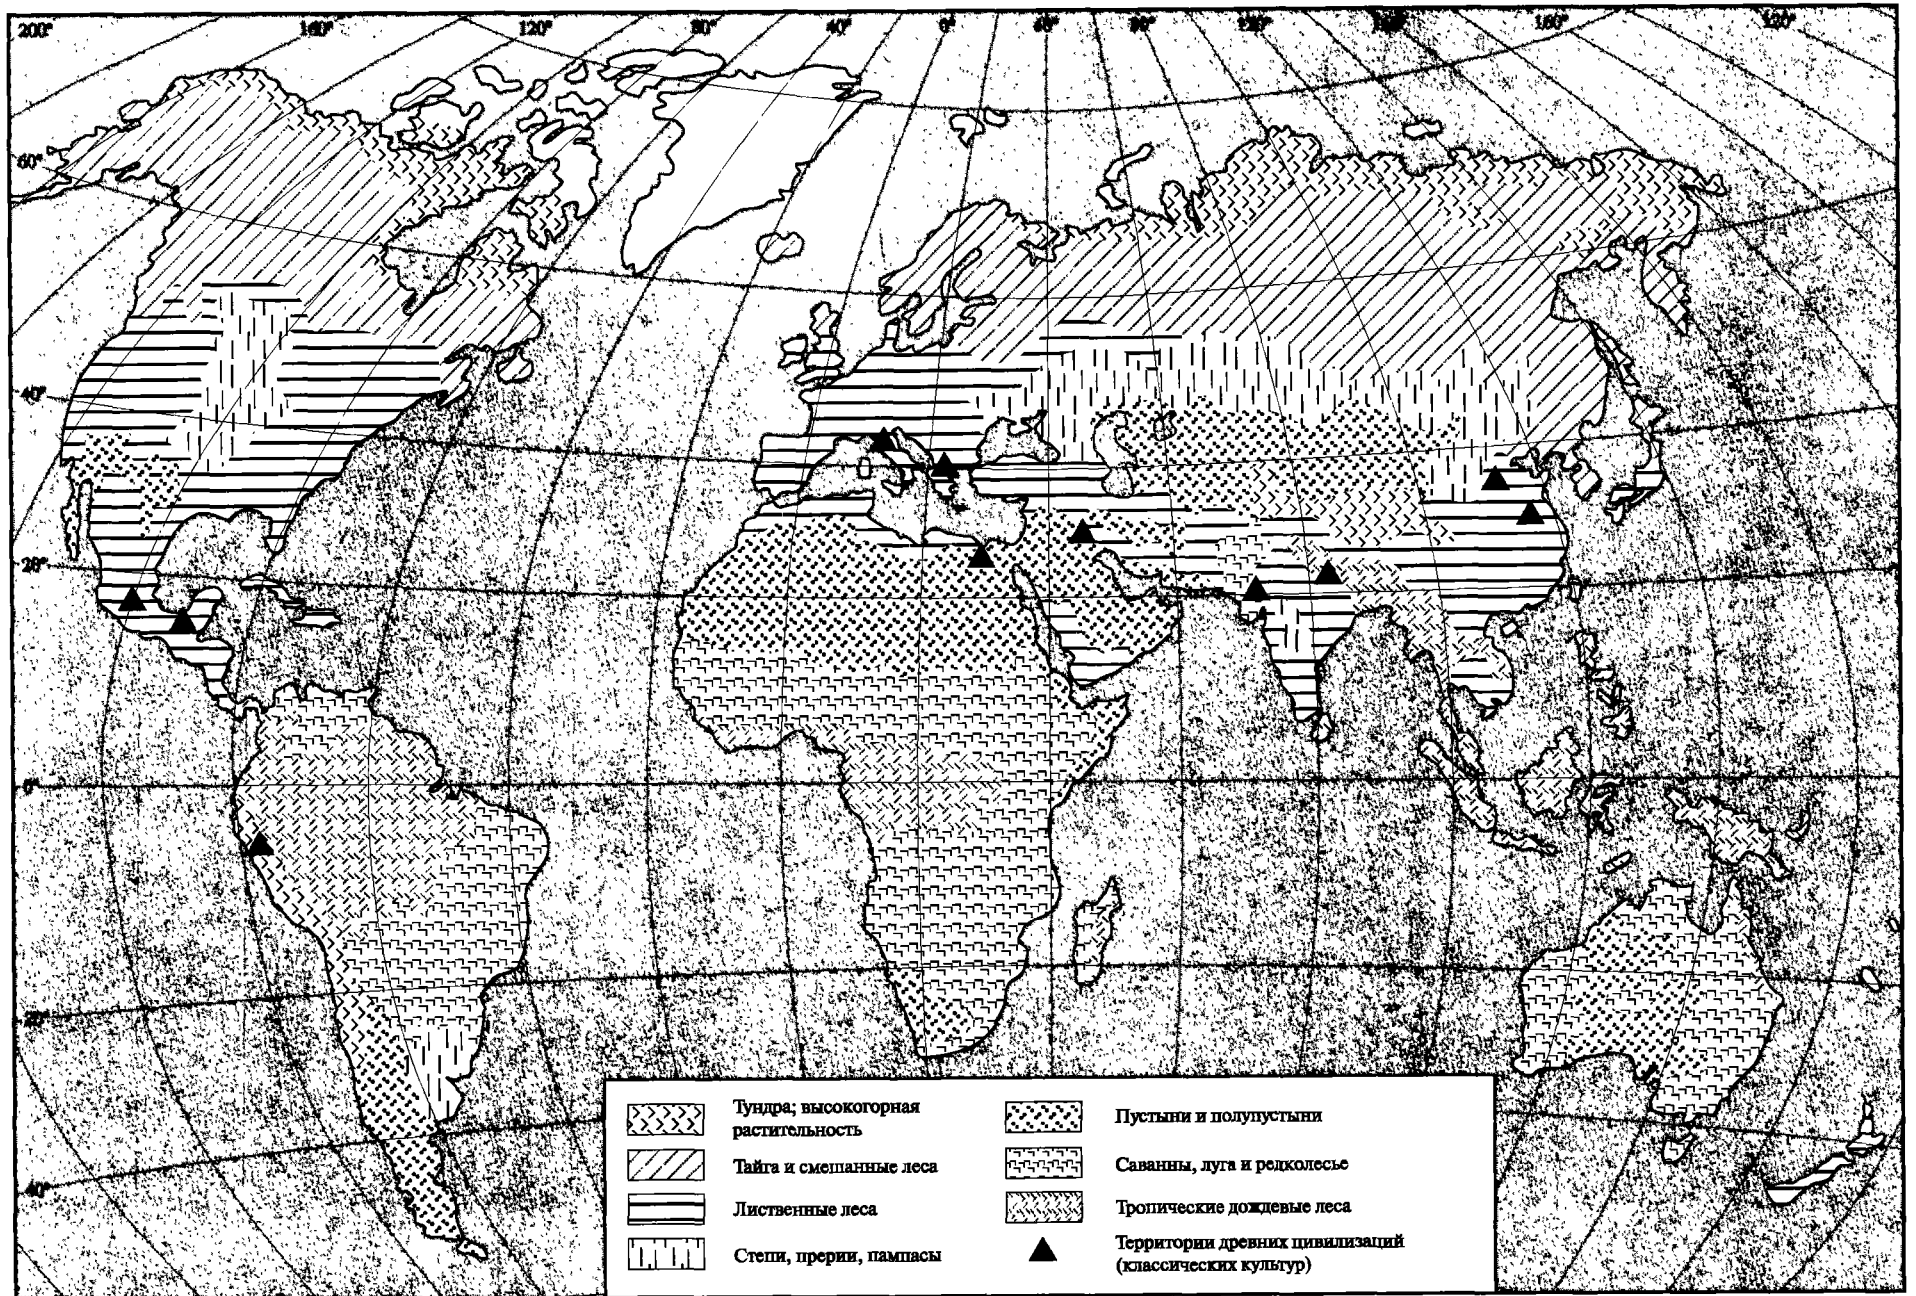 200° 160° 120° 80° 40° 0° 120° 160° 120°
60°
40°
20°
0°
20°
40°
Тундра; высокогорная
растительность
Тайга и смешанные леса
Лиственные леса
Степи, прерии, пампасы
Пустыни и полупустыни
Саванны, луга и редколесье
Тропические дождевые леса
Территории древних цивилизаций
(классических культур)